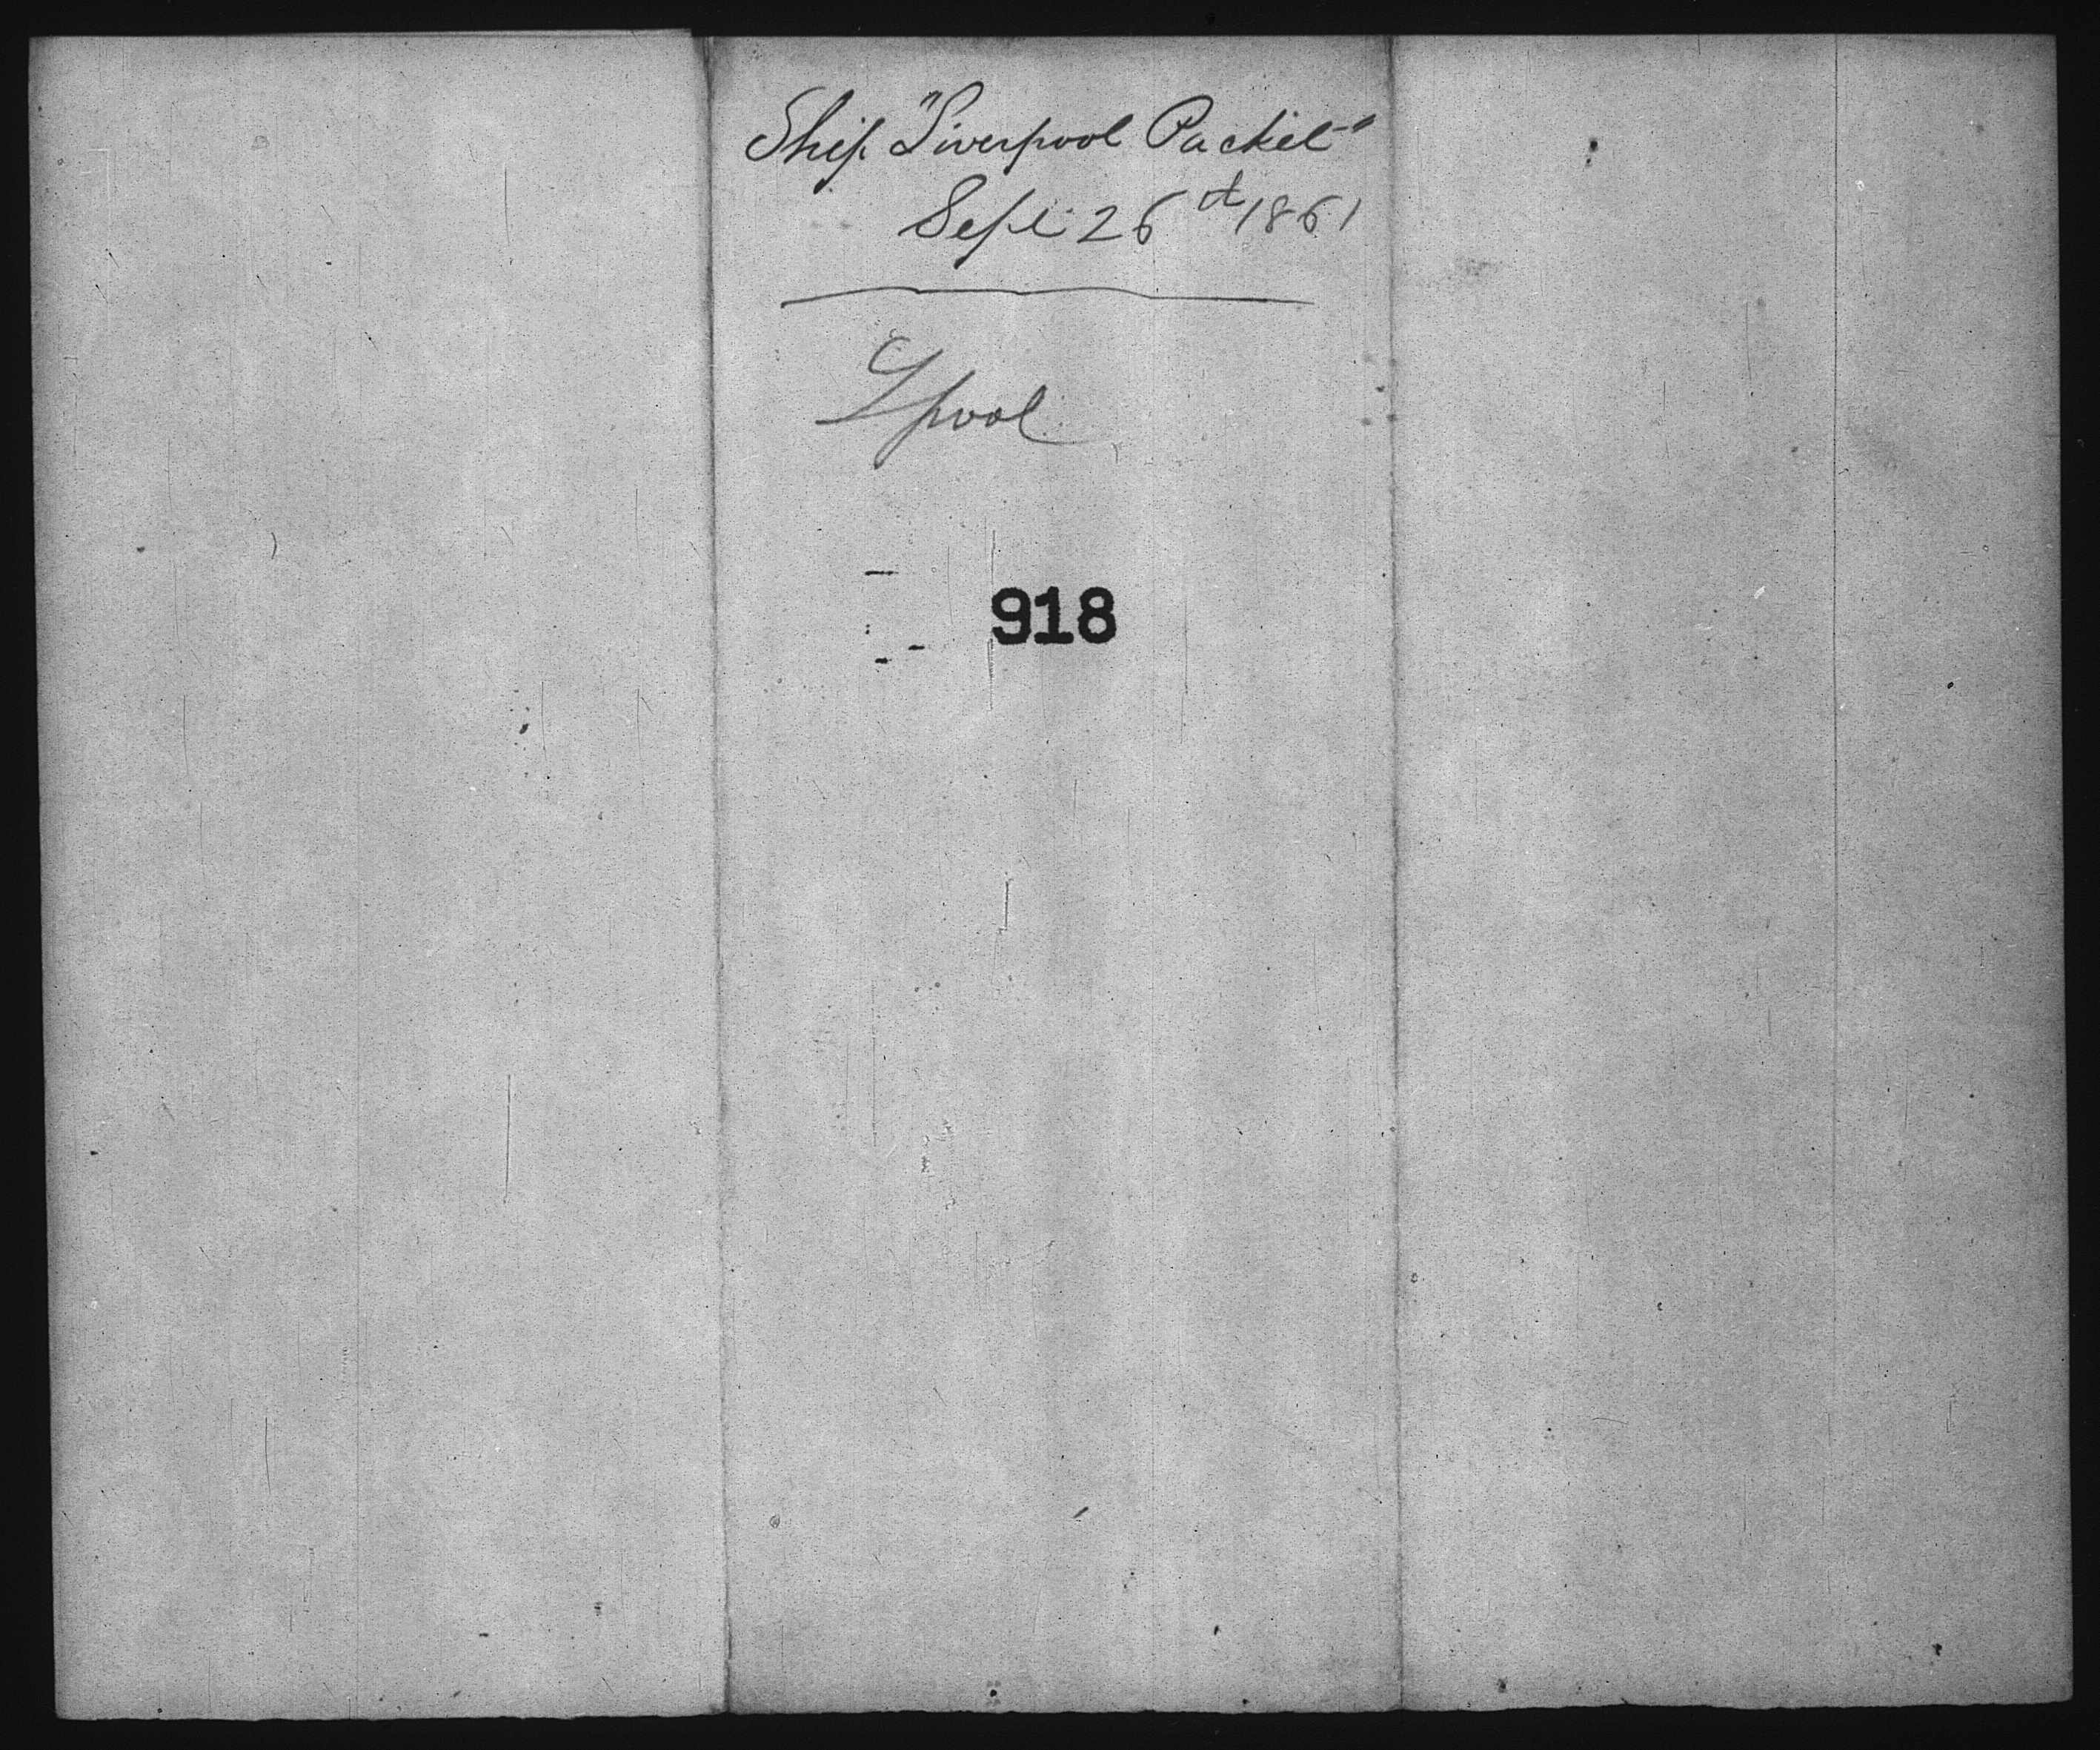 Ship "Liverpool Packet"
Sept 26th 1861
Lpool
918